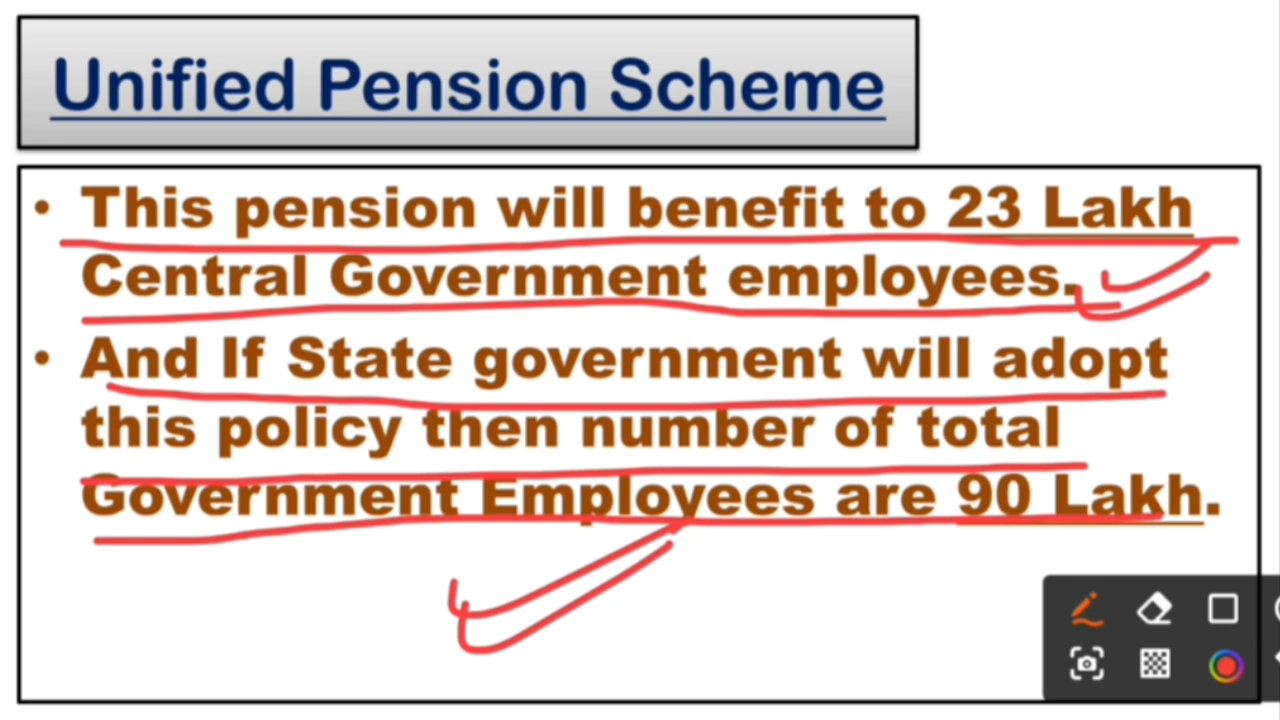 Unified Pension Scheme
• This pension will benefit to 23 Lakh
Central Government employees.
• And If State government will adopt
this policy then number of total
Government Employees are 90 Lakh.